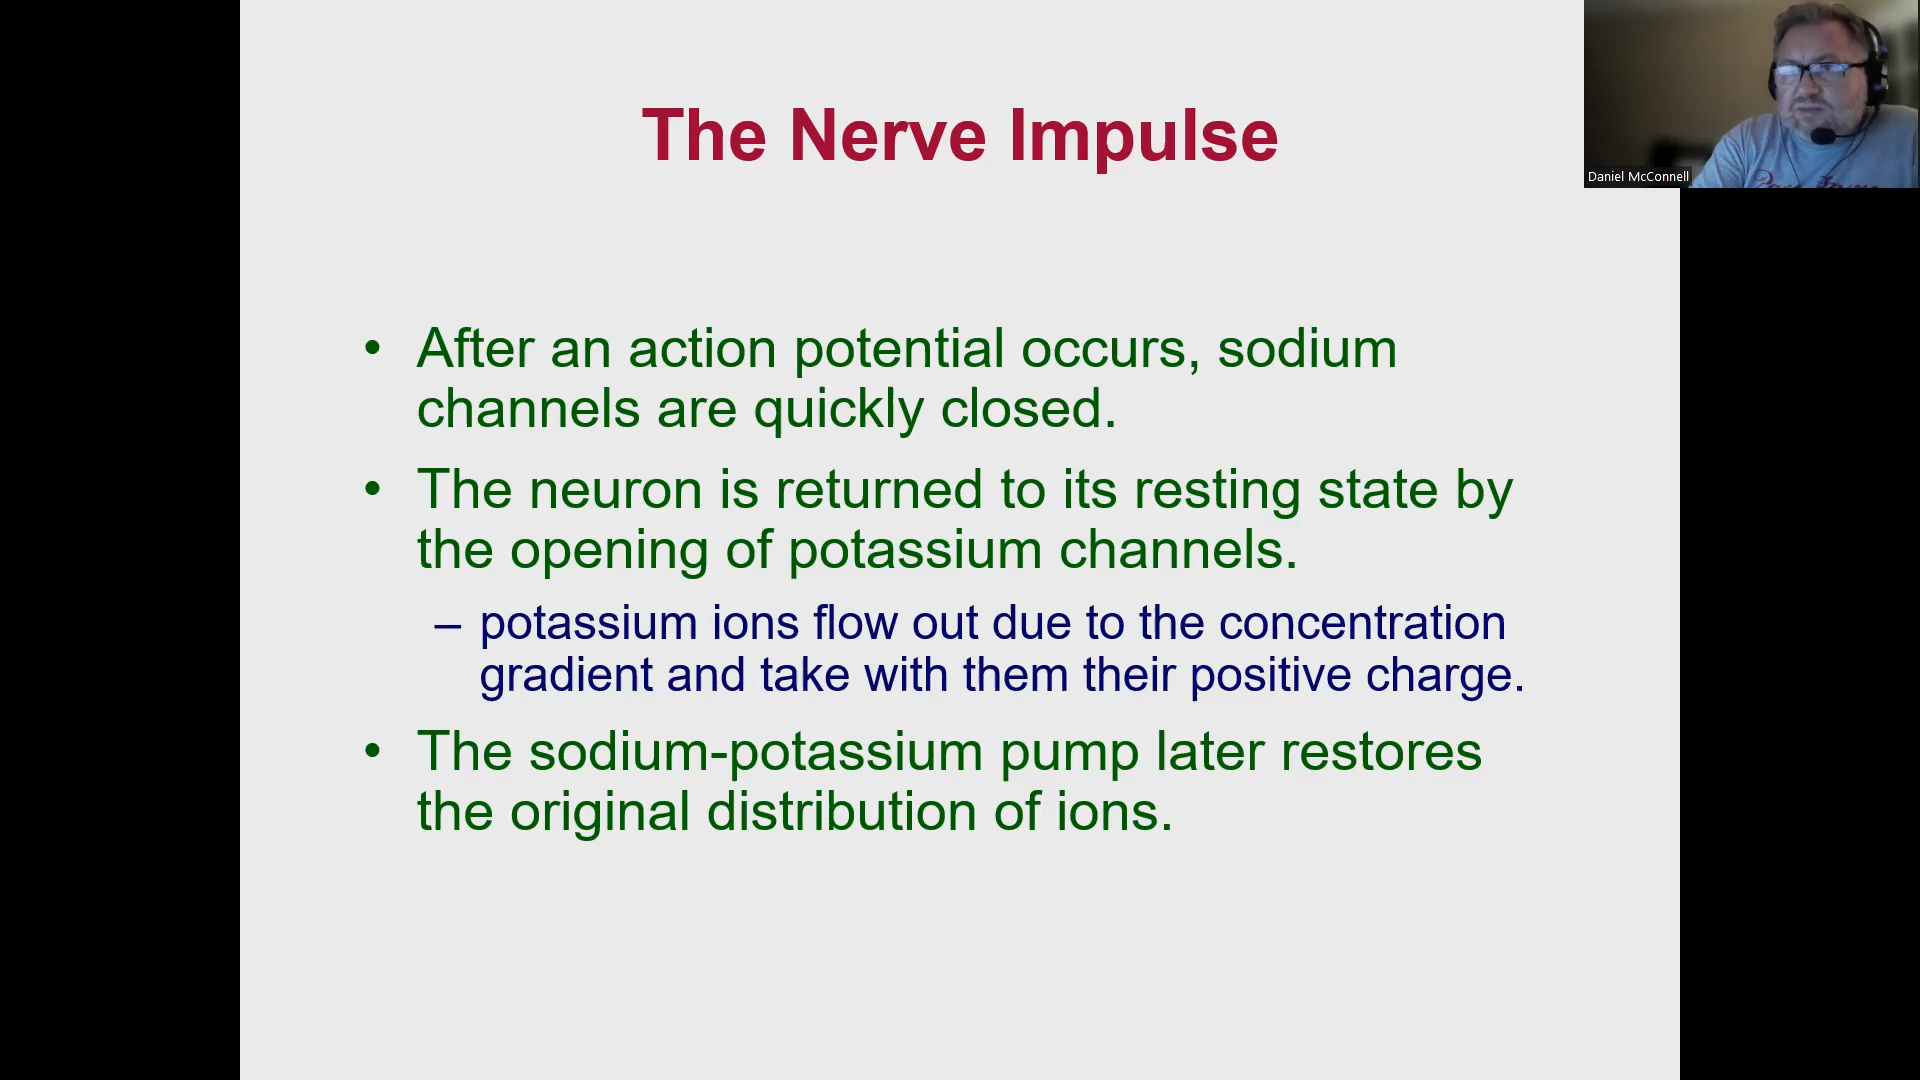 The Nerve Impulse
Daniel McConnell
• After an action potential occurs, sodium
channels are quickly closed.
• The neuron is returned to its resting state by
the opening of potassium channels.
– potassium ions flow out due to the concentration
gradient and take with them their positive charge.
• The sodium-potassium pump later restores
the original distribution of ions.